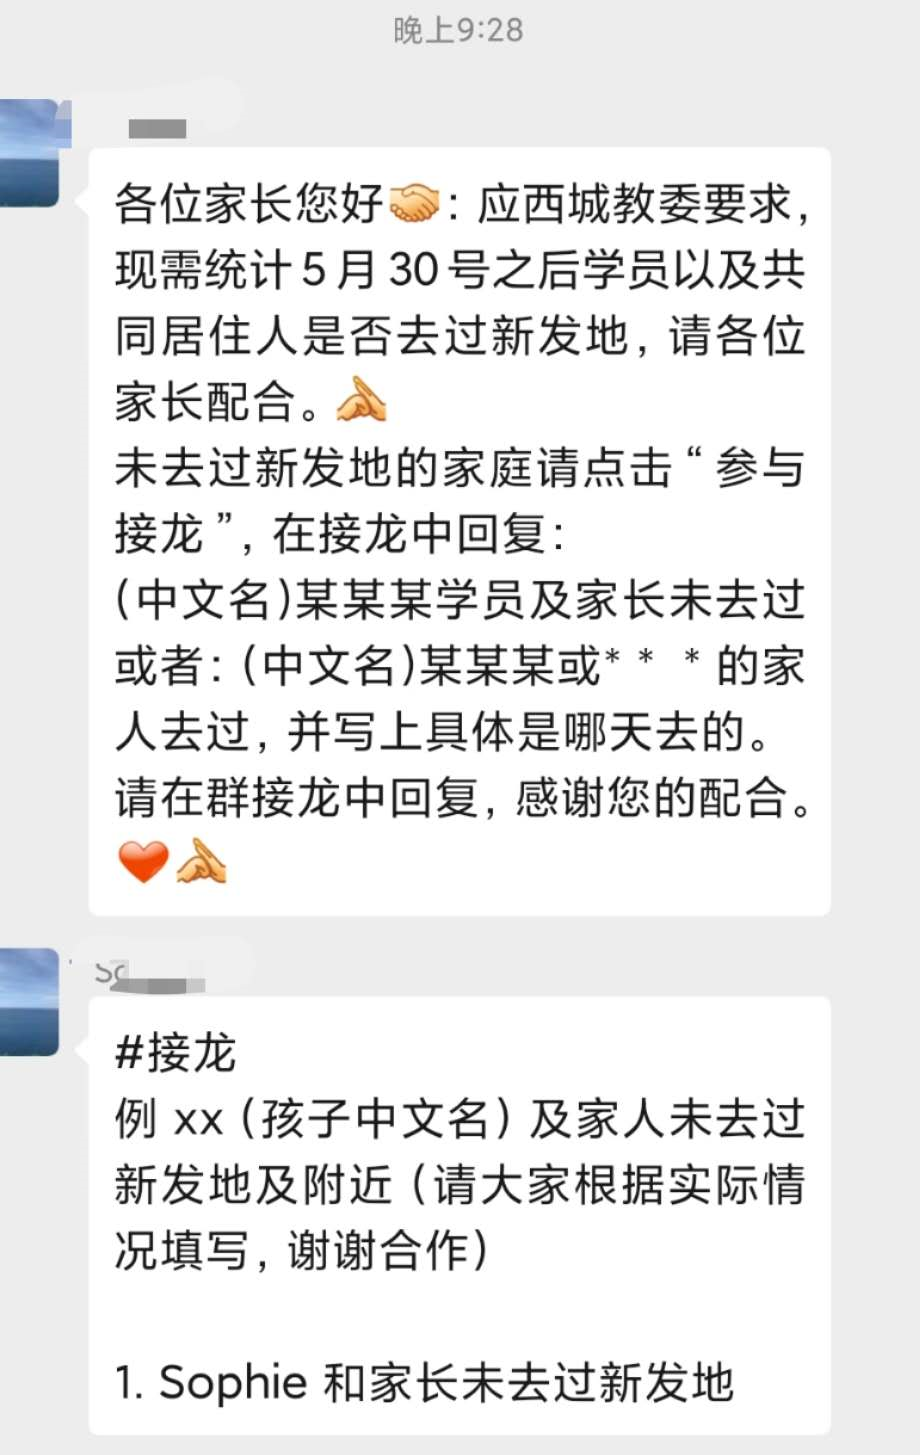 晚上9:28
各位家长您好🤝：应西城教委要求，
现需统计5月30号之后学员以及共
同居住人是否去过新发地，请各位
家长配合。
未去过新发地的家庭请点击“参与
接龙”，在接龙中回复：
(中文名)某某某学员及家长未去过
或者：(中文名)某某某或* * *的家
人去过，并写上具体是哪天去的。
请在群接龙中回复，感谢您的配合。
#接龙
例 xx（孩子中文名）及家人未去过
新发地及附近（请大家根据实际情
况填写，谢谢合作）
1. Sophie 和家长未去过新发地